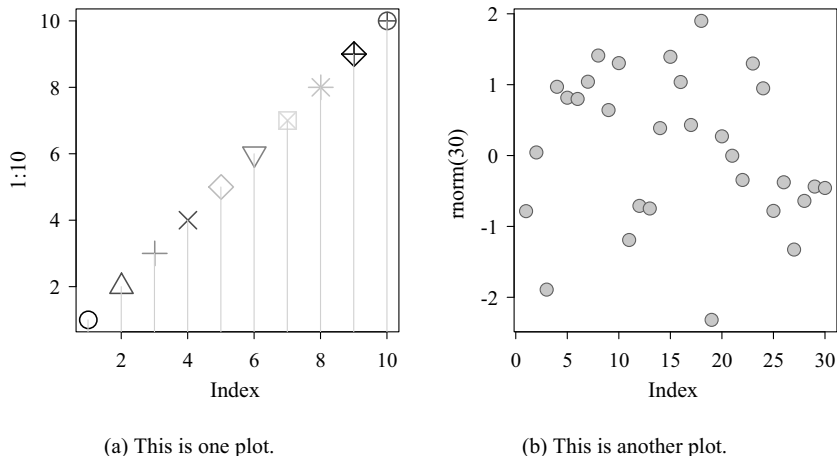 10
8
6
4
2
1:10
2 4 6 8 10
Index
(a) This is one plot.
2
1
0
-1
-2
rnorm(30)
0 5 10 15 20 25 30
Index
(b) This is another plot.